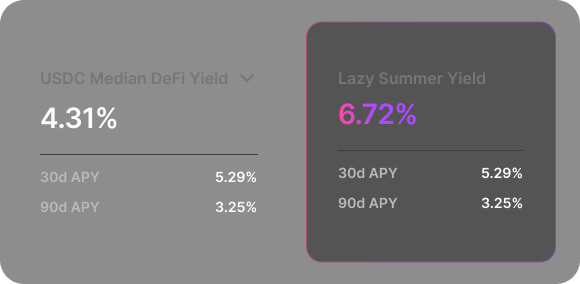 USDC Median DeFi Yield
4.31%
30d APY 5.29%
90d APY 3.25%
Lazy Summer Yield
6.72%
30d APY 5.29%
90d APY 3.25%